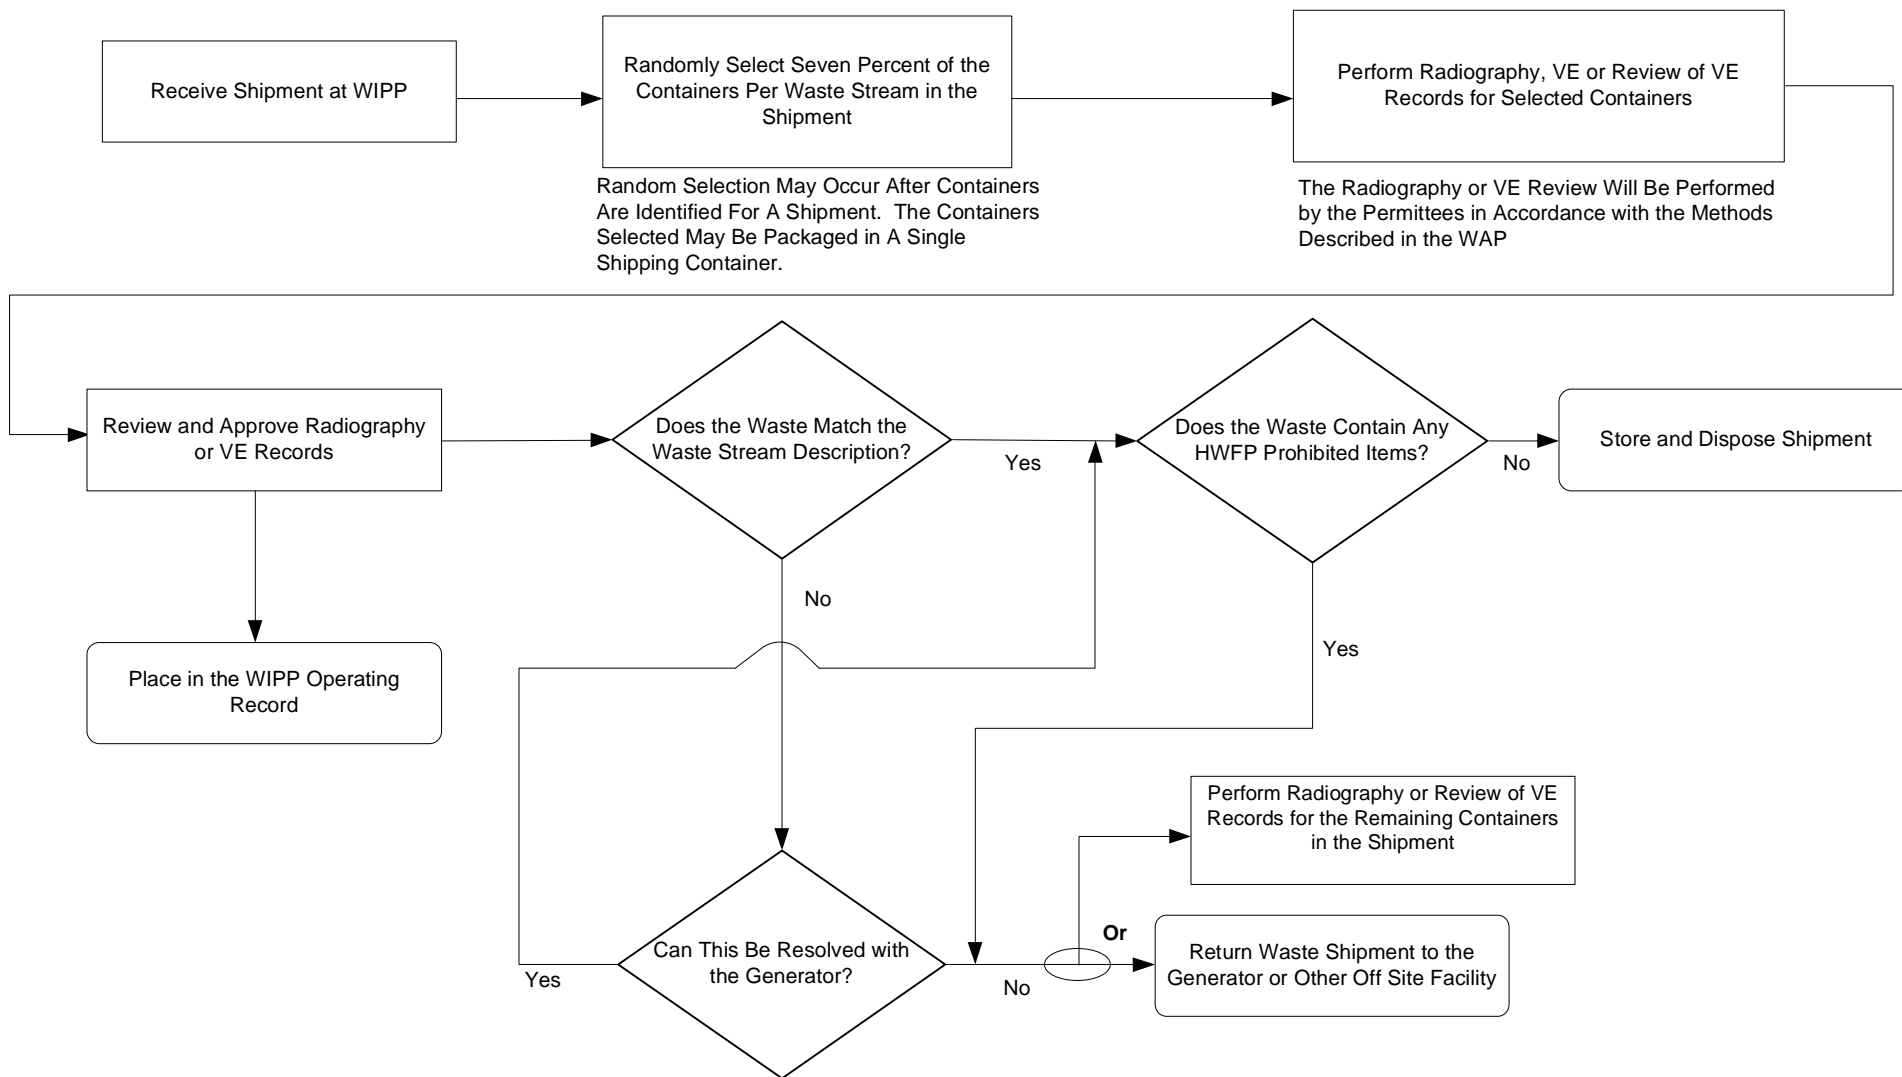 Receive Shipment at WIPP
Randomly Select Seven Percent of the
Containers Per Waste Stream in the
Shipment
Perform Radiography, VE or Review of VE
Records for Selected Containers
Random Selection May Occur After Containers
Are Identified For A Shipment.  The Containers
Selected May Be Packaged in A Single
Shipping Container.
The Radiography or VE Review Will Be Performed
by the Permittees in Accordance with the Methods
Described in the WAP
Review and Approve Radiography
or VE Records
Does the Waste Match the
Waste Stream Description?
Yes
Does the Waste Contain Any
HWFP Prohibited Items?
No
Store and Dispose Shipment
No
Yes
Place in the WIPP Operating
Record
Perform Radiography or Review of VE
Records for the Remaining Containers
in the Shipment
Can This Be Resolved with
the Generator?
Yes
No
Or
Return Waste Shipment to the
Generator or Other Off Site Facility